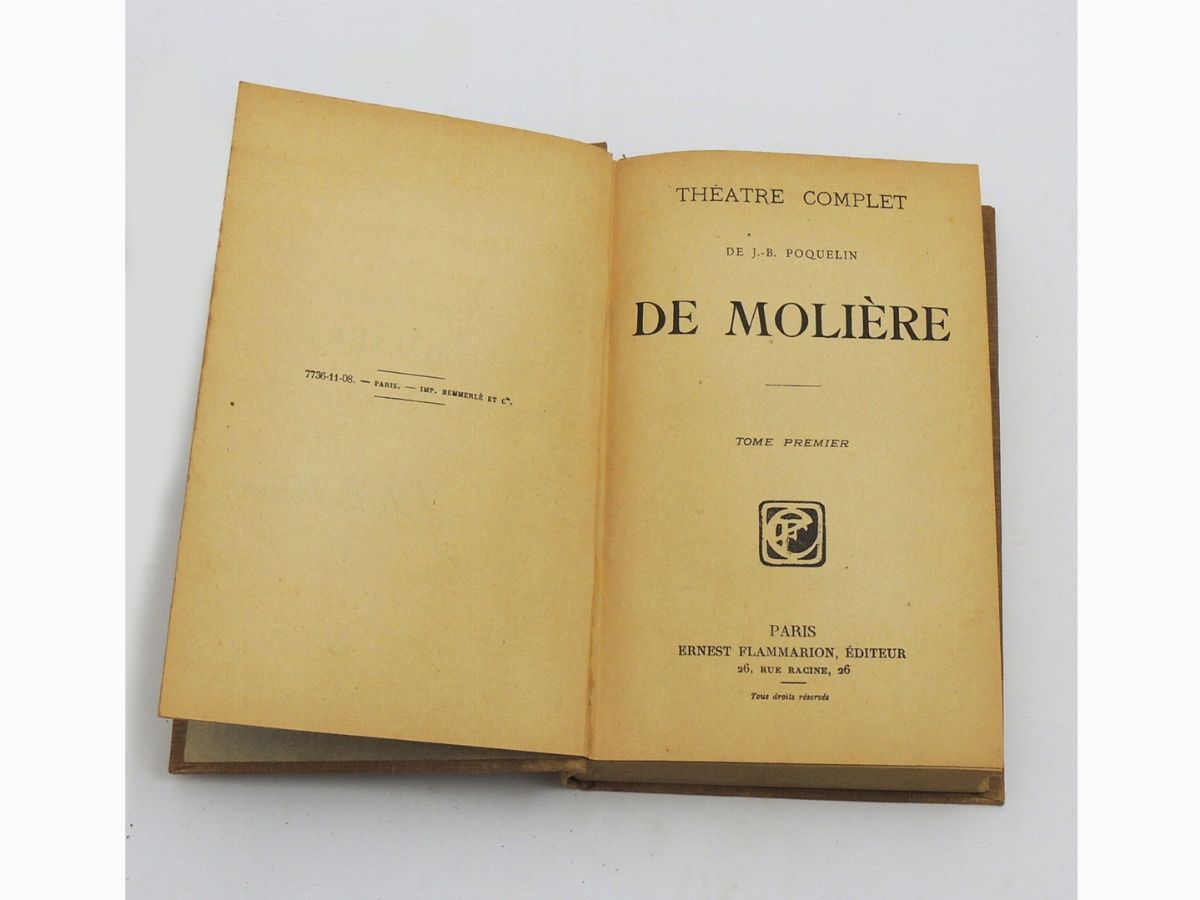 7736-11-08. — PARIS. — IMP. HEMMERLÉ ET Cie.
THÉATRE COMPLET
DE J.-B. POQUELIN
DE MOLIÈRE
TOME PREMIER
PARIS
ERNEST FLAMMARION, ÉDITEUR
26, RUE RACINE, 26
Tous droits réservés